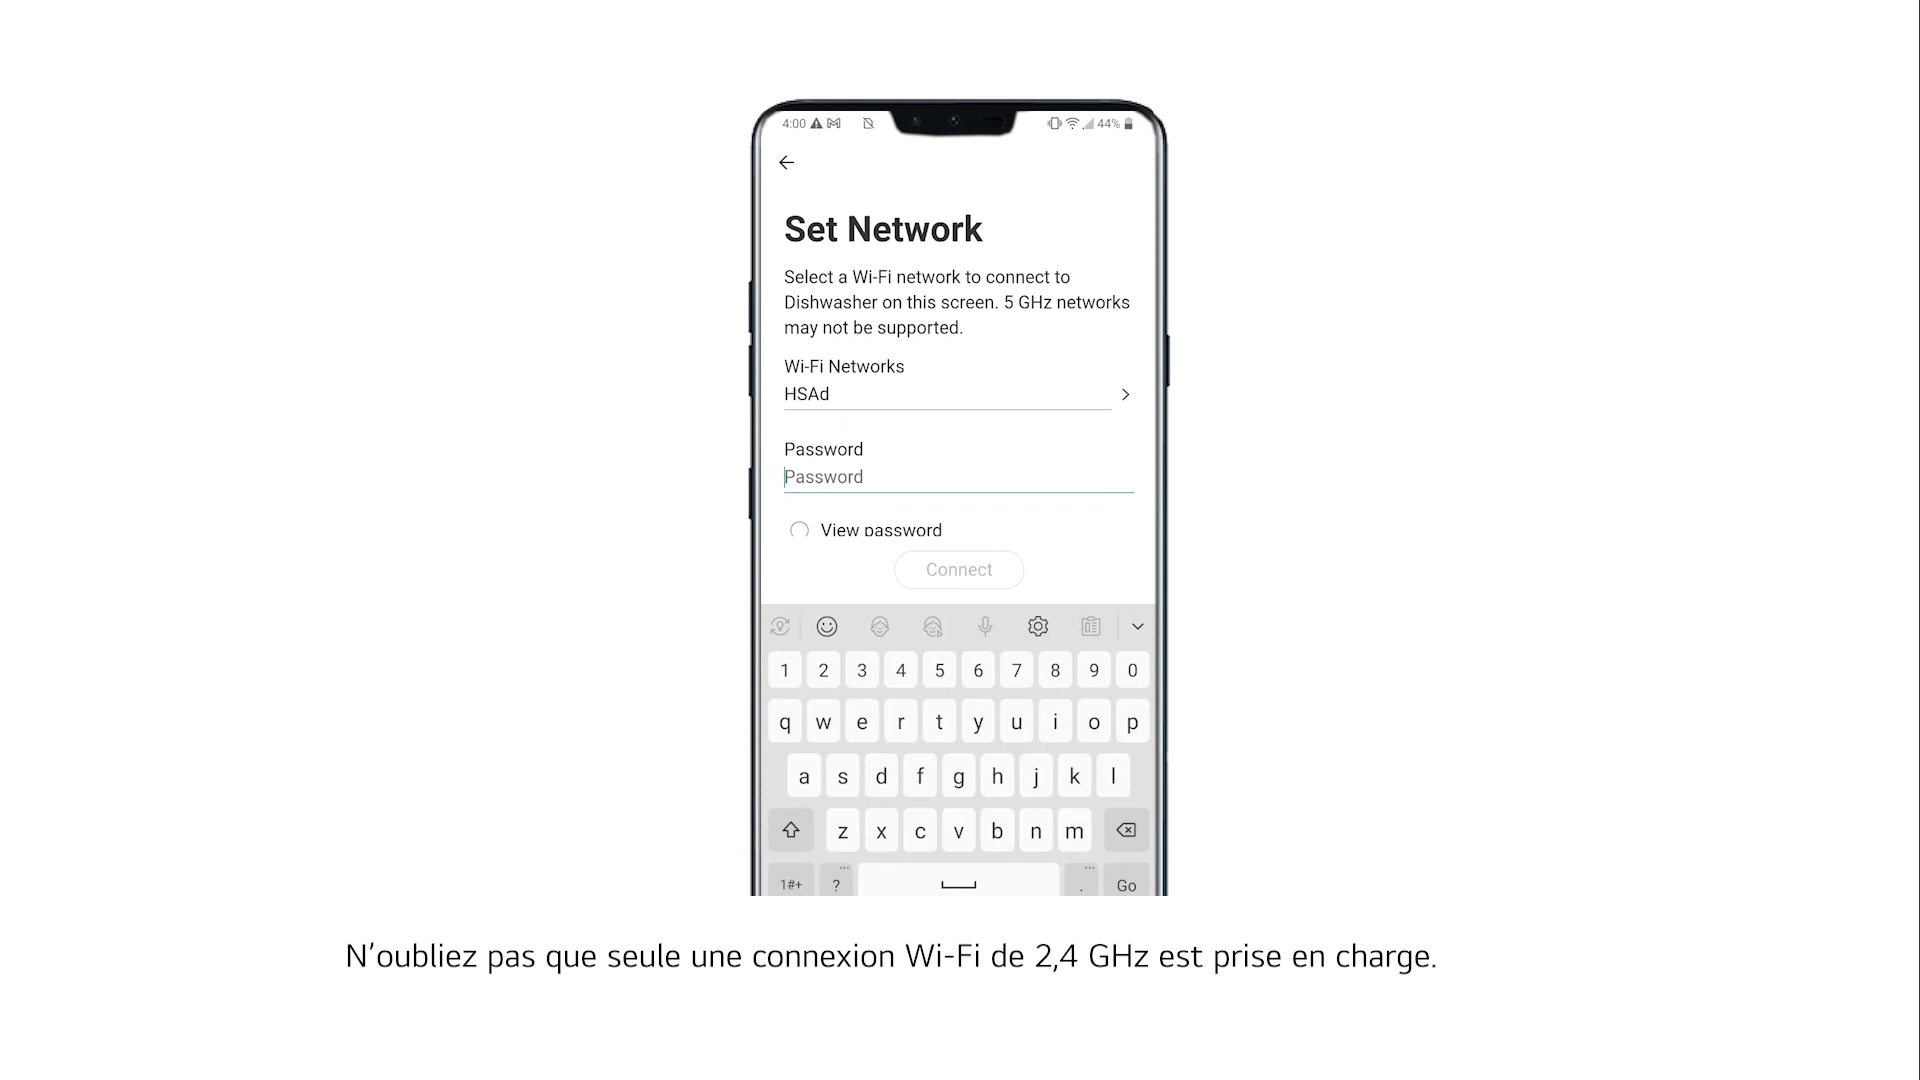 4:00 44%
Set Network
Select a Wi-Fi network to connect to
Dishwasher on this screen. 5 GHz networks
may not be supported.
Wi-Fi Networks
HSAd
Password
Password
View password
Connect
1 2 3 4 5 6 7 8 9 0
q w e r t y u i o p
a s d f g h j k l
z x c v b n m
1#+ ? . Go
N’oubliez pas que seule une connexion Wi-Fi de 2,4 GHz est prise en charge.